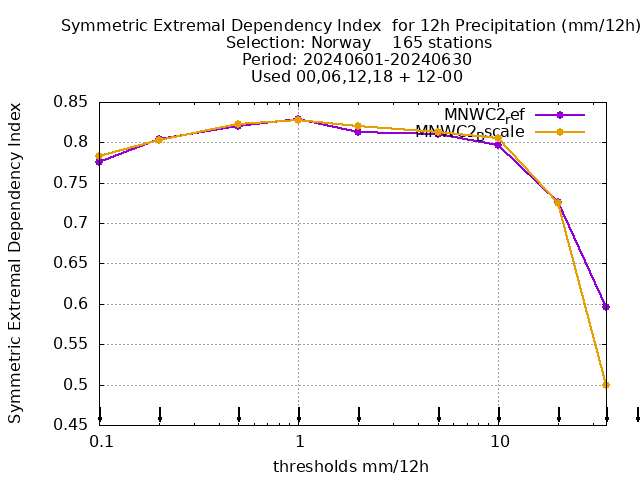 Symmetric Extremal Dependency Index  for 12h Precipitation (mm/12h)
Selection: Norway    165 stations
Period: 20240601-20240630
Used 00,06,12,18 + 12-00
Symmetric Extremal Dependency Index
0.85
0.8
0.75
0.7
0.65
0.6
0.55
0.5
0.45
MNWC2ref
MNWC2Bscale
0.1
1
10
thresholds mm/12h